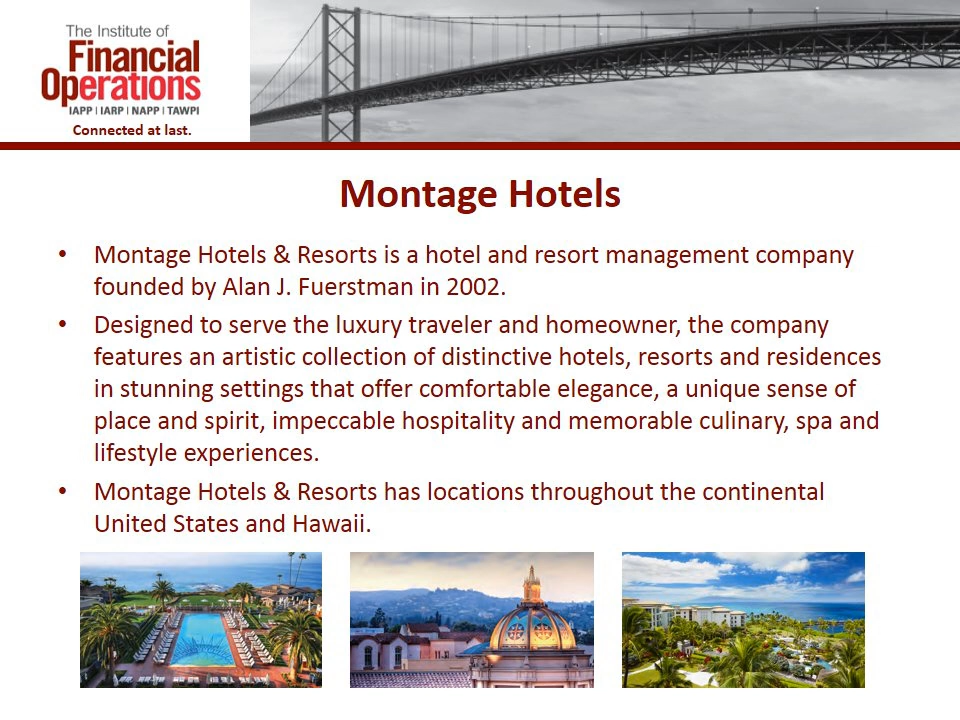 The Institute of
Financial
Operations
IAPP | IARP | NAPP | TAWPI
Connected at last.
Montage Hotels
• Montage Hotels & Resorts is a hotel and resort management company
founded by Alan J. Fuerstman in 2002.
• Designed to serve the luxury traveler and homeowner, the company
features an artistic collection of distinctive hotels, resorts and residences
in stunning settings that offer comfortable elegance, a unique sense of
place and spirit, impeccable hospitality and memorable culinary, spa and
lifestyle experiences.
• Montage Hotels & Resorts has locations throughout the continental
United States and Hawaii.